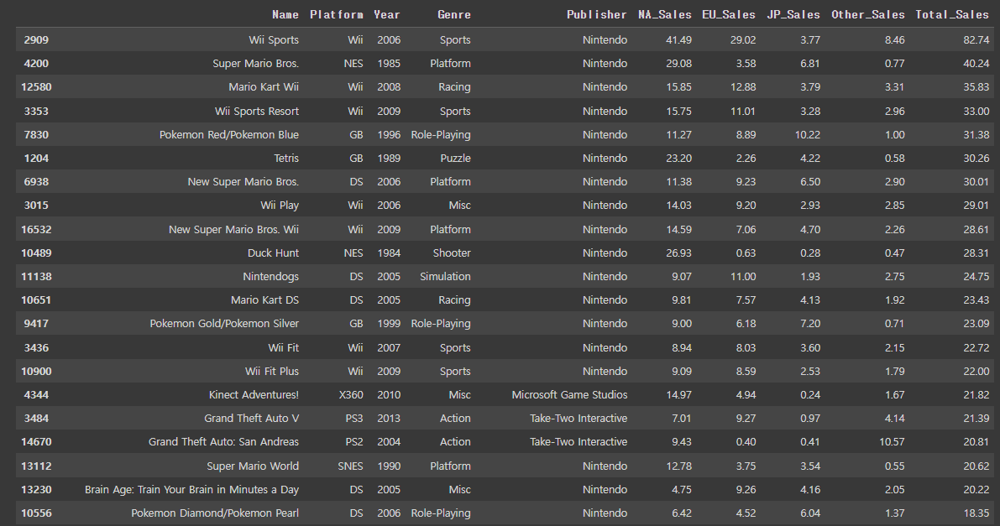 Name Platform Year Genre Publisher NA_Sales EU_Sales JP_Sales Other_Sales Total_Sales
2909 Wii Sports Wii 2006 Sports Nintendo 41.49 29.02 3.77 8.46 82.74
4200 Super Mario Bros. NES 1985 Platform Nintendo 29.08 3.58 6.81 0.77 40.24
12580 Mario Kart Wii Wii 2008 Racing Nintendo 15.85 12.88 3.79 3.31 35.83
3353 Wii Sports Resort Wii 2009 Sports Nintendo 15.75 11.01 3.28 2.96 33.00
7830 Pokemon Red/Pokemon Blue GB 1996 Role-Playing Nintendo 11.27 8.89 10.22 1.00 31.38
1204 Tetris GB 1989 Puzzle Nintendo 23.20 2.26 4.22 0.58 30.26
6938 New Super Mario Bros. DS 2006 Platform Nintendo 11.38 9.23 6.50 2.90 30.01
3015 Wii Play Wii 2006 Misc Nintendo 14.03 9.20 2.93 2.85 29.01
16532 New Super Mario Bros. Wii Wii 2009 Platform Nintendo 14.59 7.06 4.70 2.26 28.61
10489 Duck Hunt NES 1984 Shooter Nintendo 26.93 0.63 0.28 0.47 28.31
11138 Nintendogs DS 2005 Simulation Nintendo 9.07 11.00 1.93 2.75 24.75
10651 Mario Kart DS DS 2005 Racing Nintendo 9.81 7.57 4.13 1.92 23.43
9417 Pokemon Gold/Pokemon Silver GB 1999 Role-Playing Nintendo 9.00 6.18 7.20 0.71 23.09
3436 Wii Fit Wii 2007 Sports Nintendo 8.94 8.03 3.60 2.15 22.72
10900 Wii Fit Plus Wii 2009 Sports Nintendo 9.09 8.59 2.53 1.79 22.00
4344 Kinect Adventures! X360 2010 Misc Microsoft Game Studios 14.97 4.94 0.24 1.67 21.82
3484 Grand Theft Auto V PS3 2013 Action Take-Two Interactive 7.01 9.27 0.97 4.14 21.39
14670 Grand Theft Auto: San Andreas PS2 2004 Action Take-Two Interactive 9.43 0.40 0.41 10.57 20.81
13112 Super Mario World SNES 1990 Platform Nintendo 12.78 3.75 3.54 0.55 20.62
13230 Brain Age: Train Your Brain in Minutes a Day DS 2005 Misc Nintendo 4.75 9.26 4.16 2.05 20.22
10556 Pokemon Diamond/Pokemon Pearl DS 2006 Role-Playing Nintendo 6.42 4.52 6.04 1.37 18.35